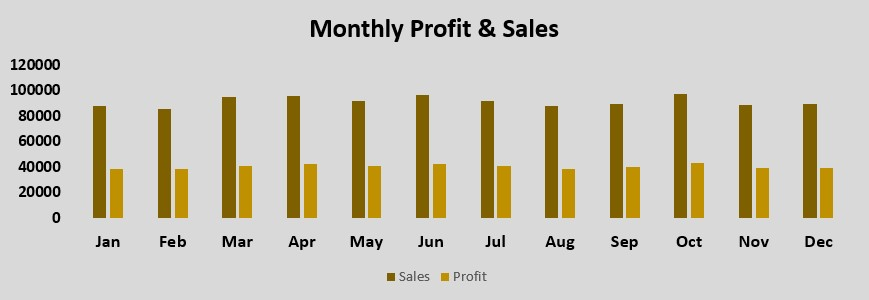 Monthly Profit & Sales
120000
100000
80000
60000
40000
20000
0
Jan Feb Mar Apr May Jun Jul Aug Sep Oct Nov Dec
Sales Profit